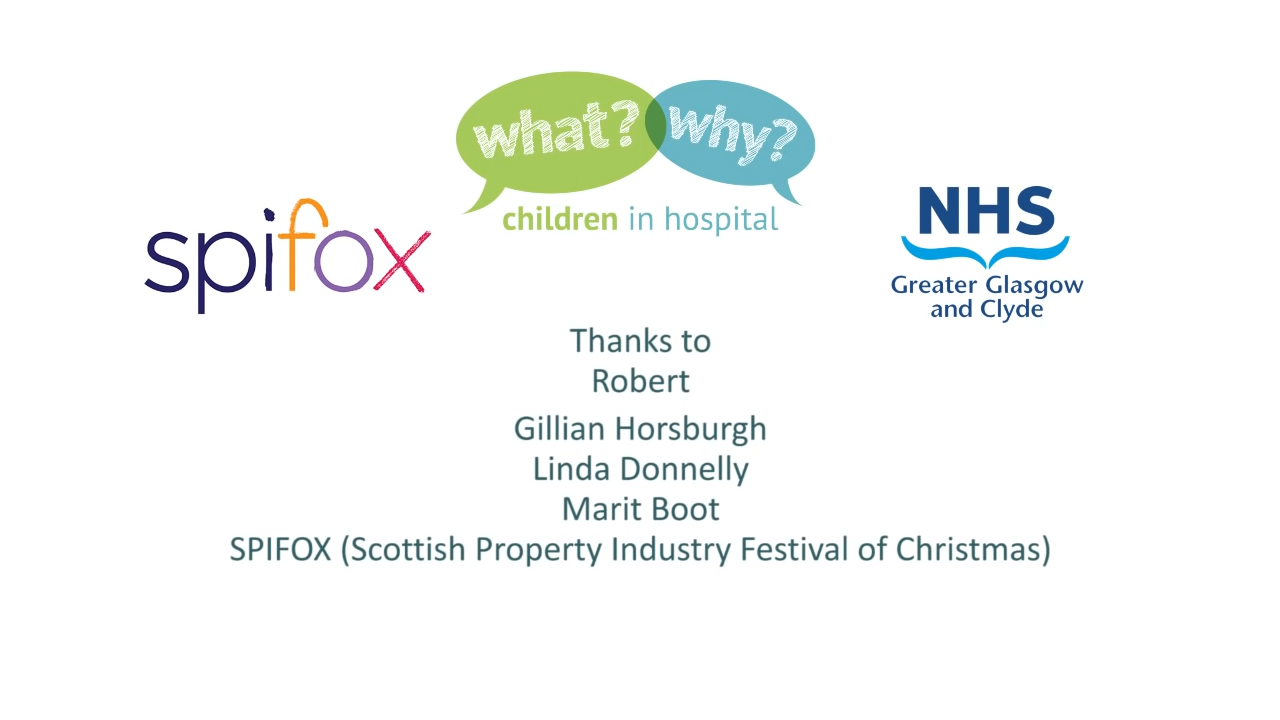 what? why?
children in hospital
spifox
NHS
Greater Glasgow
and Clyde
Thanks to
Robert
Gillian Horsburgh
Linda Donnelly
Marit Boot
SPIFOX (Scottish Property Industry Festival of Christmas)